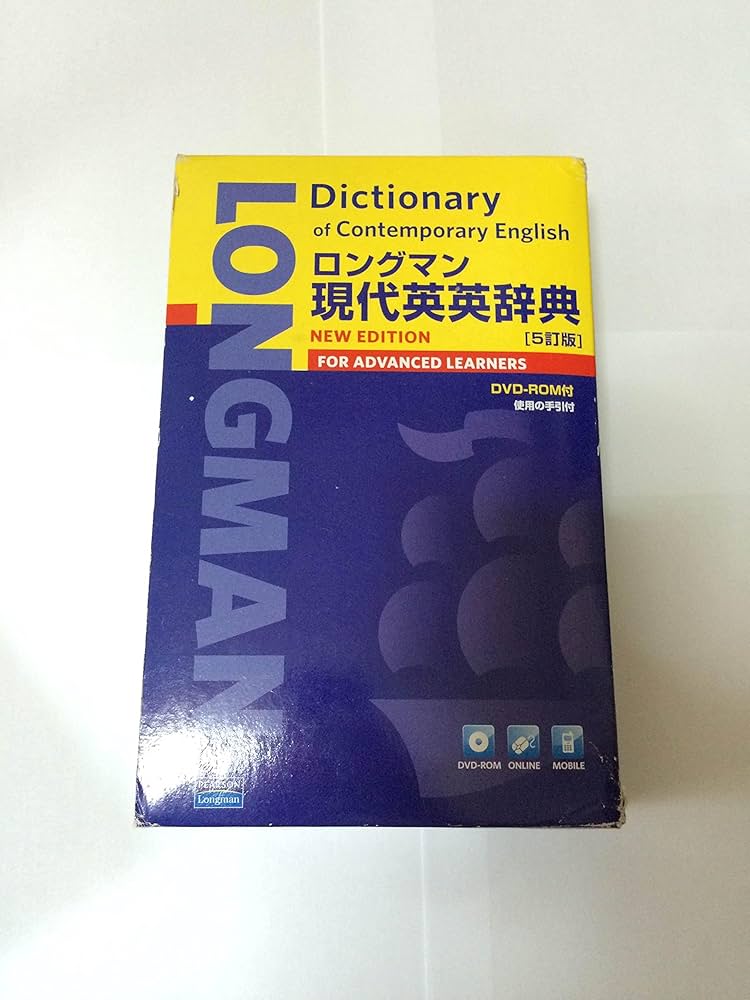 LONGMAN
Dictionary
of Contemporary English
ロングマン
現代英英辞典
NEW EDITION
[5訂版]
FOR ADVANCED LEARNERS
DVD-ROM付
使用の手引付
DVD-ROM
ONLINE
MOBILE
PEARSON
Longman